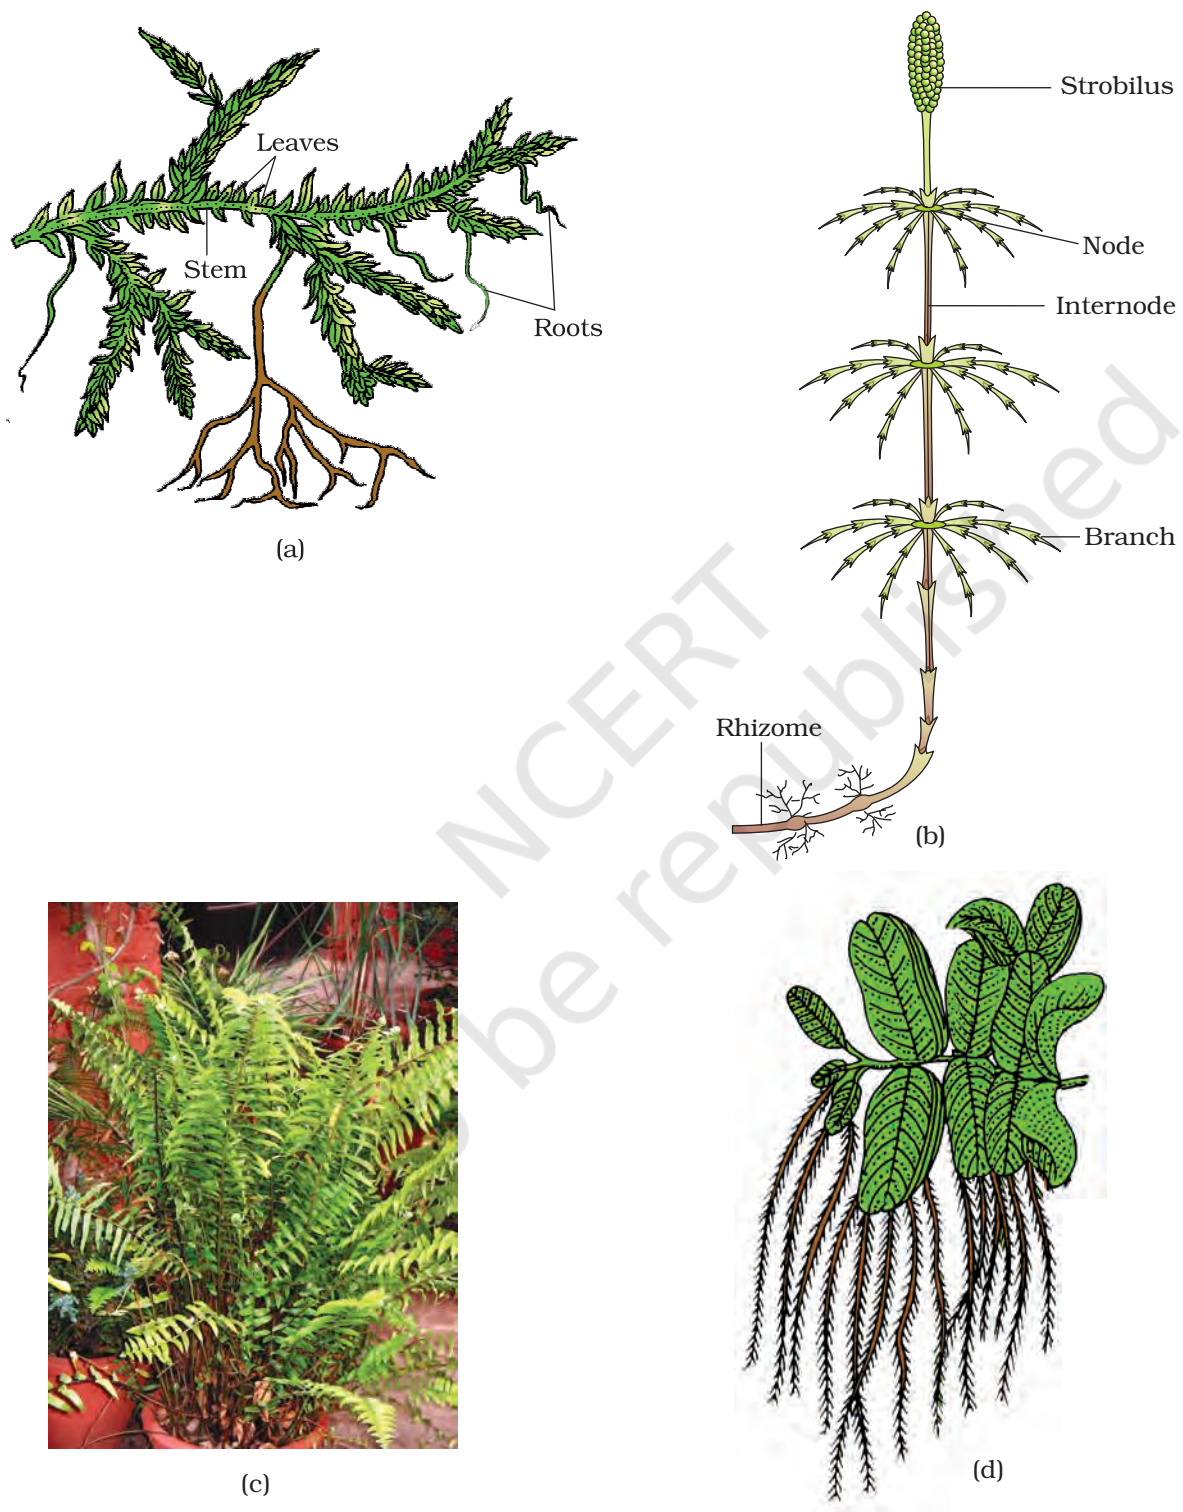 Strobilus
Leaves
Node
Stem
Internode
Roots
Branch
(a)
Rhizome
(b)
(c)
(d)
NCERT
be republished